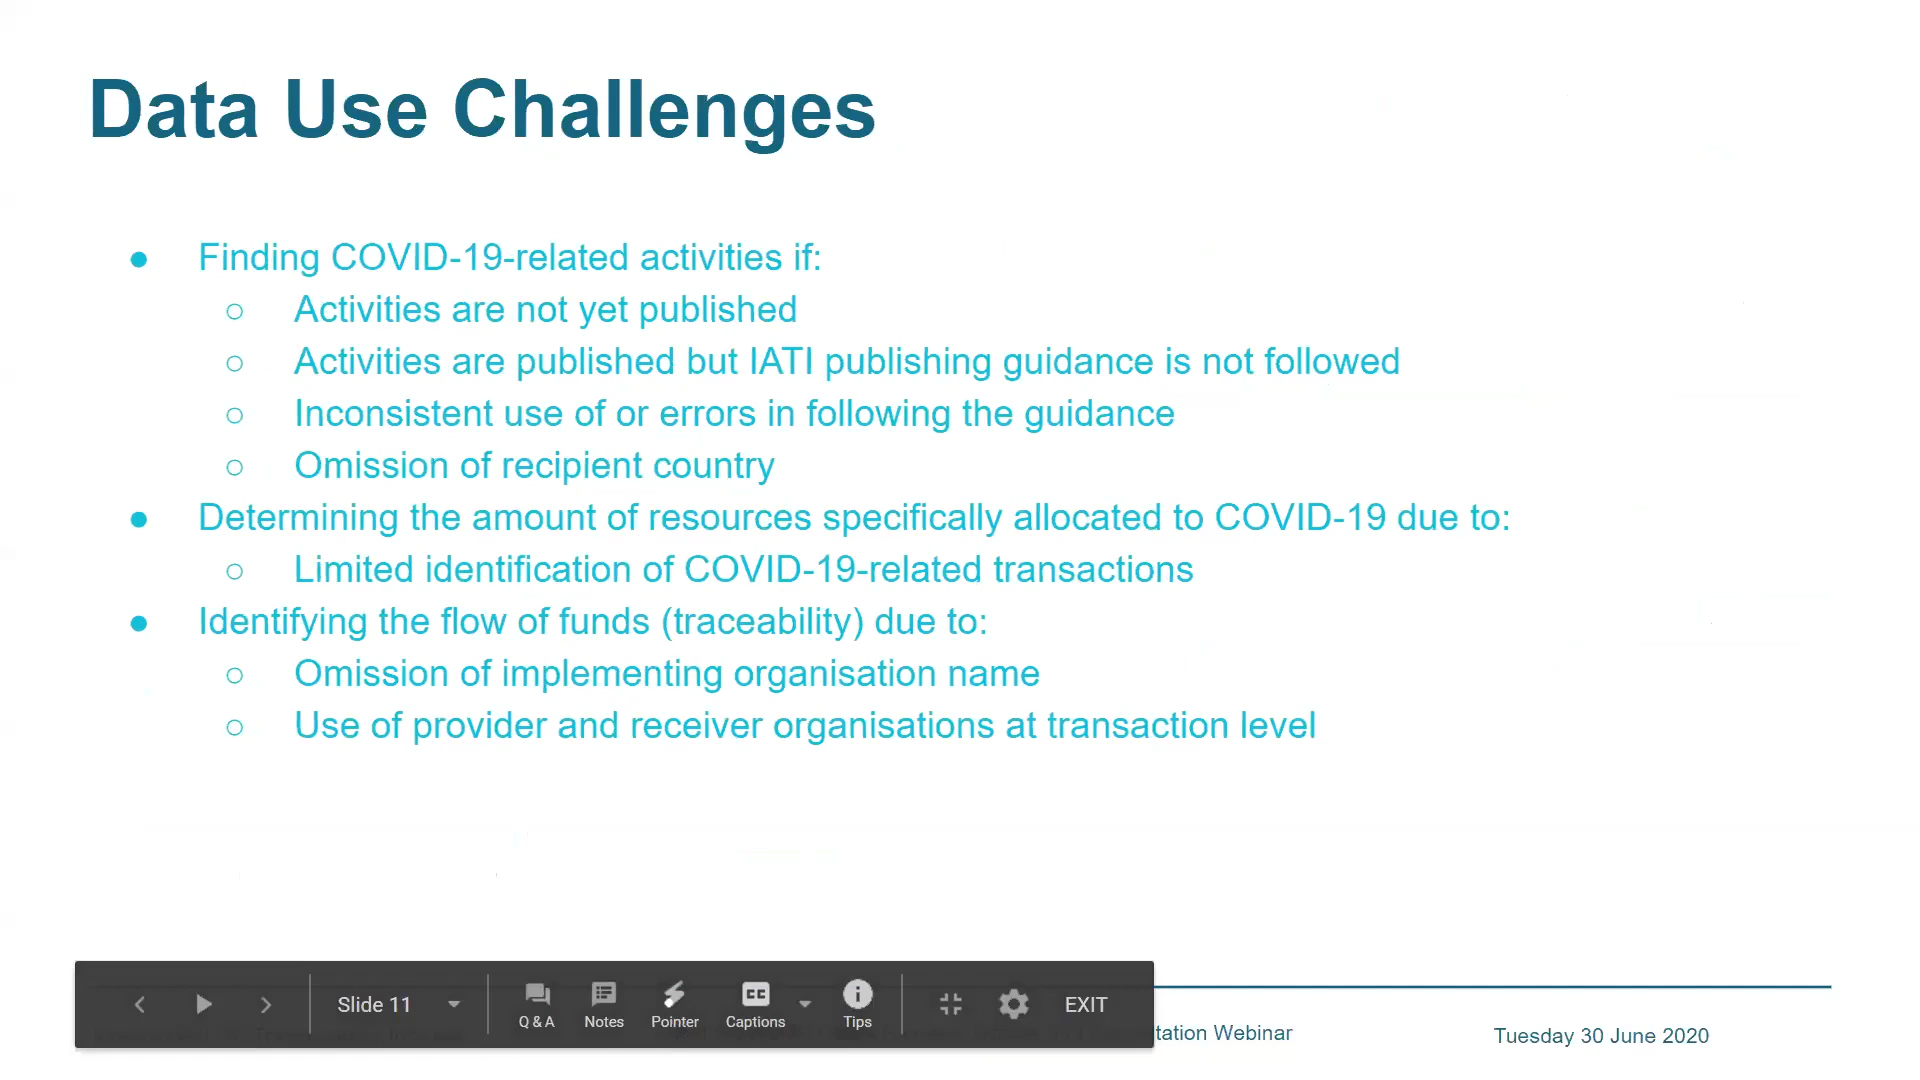 Data Use Challenges
● Finding COVID-19-related activities if:
○ Activities are not yet published
○ Activities are published but IATI publishing guidance is not followed
○ Inconsistent use of or errors in following the guidance
○ Omission of recipient country
● Determining the amount of resources specifically allocated to COVID-19 due to:
○ Limited identification of COVID-19-related transactions
● Identifying the flow of funds (traceability) due to:
○ Omission of implementing organisation name
○ Use of provider and receiver organisations at transaction level
Slide 11
Q & A
Notes
Pointer
CC
Captions
Tips
EXIT
tation Webinar
Tuesday 30 June 2020